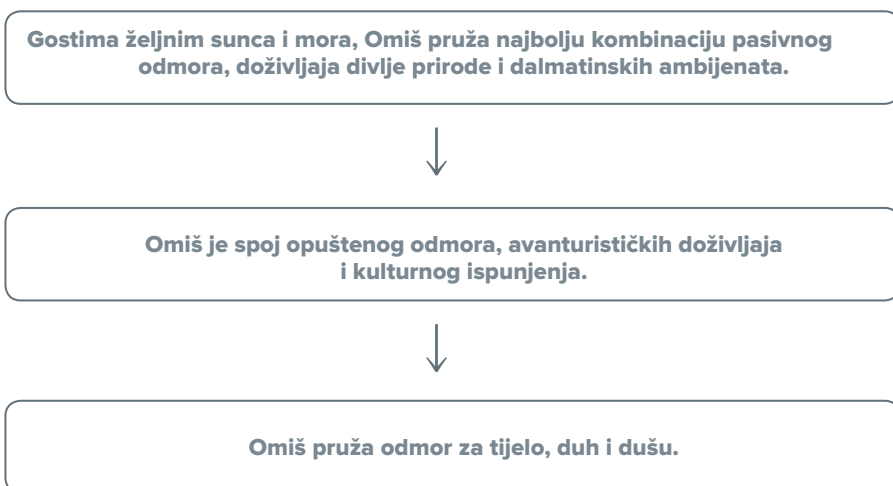 Gostima željnim sunca i mora, Omiš pruža najbolju kombinaciju pasivnog
odmora, doživljaja divlje prirode i dalmatinskih ambijenata.
Omiš je spoj opuštenog odmora, avanturističkih doživljaja
i kulturnog ispunjenja.
Omiš pruža odmor za tijelo, duh i dušu.